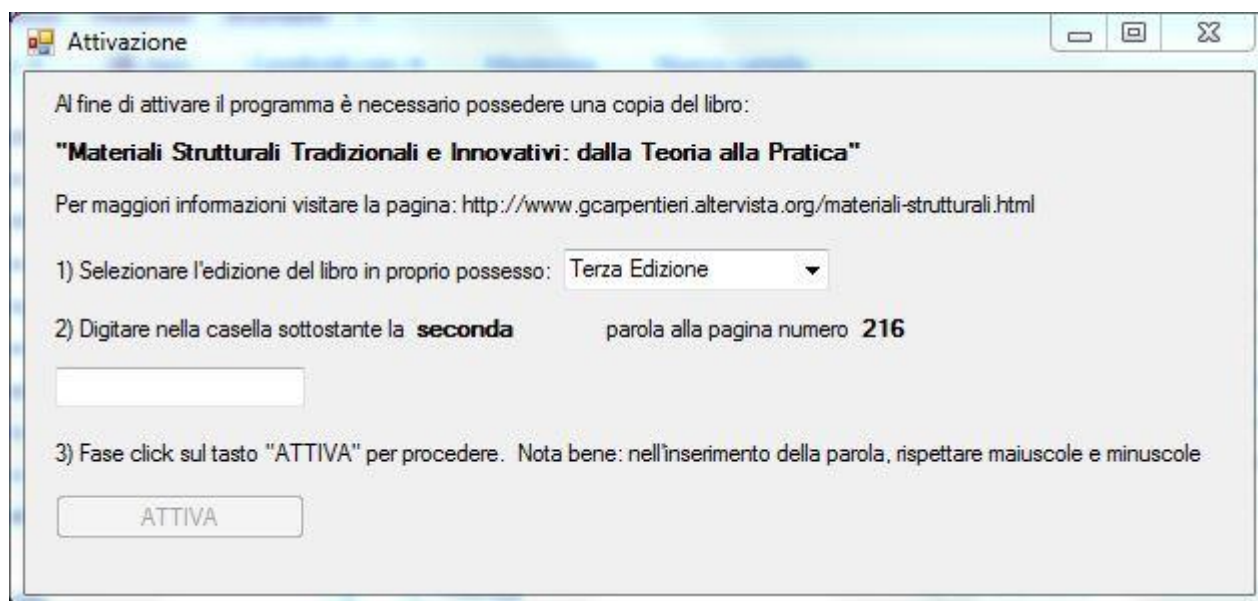 Attivazione
Al fine di attivare il programma è necessario possedere una copia del libro:
"Materiali Strutturali Tradizionali e Innovativi: dalla Teoria alla Pratica"
Per maggiori informazioni visitare la pagina: http://www.gcarpentieri.altervista.org/materiali-strutturali.html
1) Selezionare l'edizione del libro in proprio possesso: Terza Edizione
2) Digitare nella casella sottostante la seconda parola alla pagina numero 216
3) Fase click sul tasto "ATTIVA" per procedere. Nota bene: nell'inserimento della parola, rispettare maiuscole e minuscole
ATTIVA